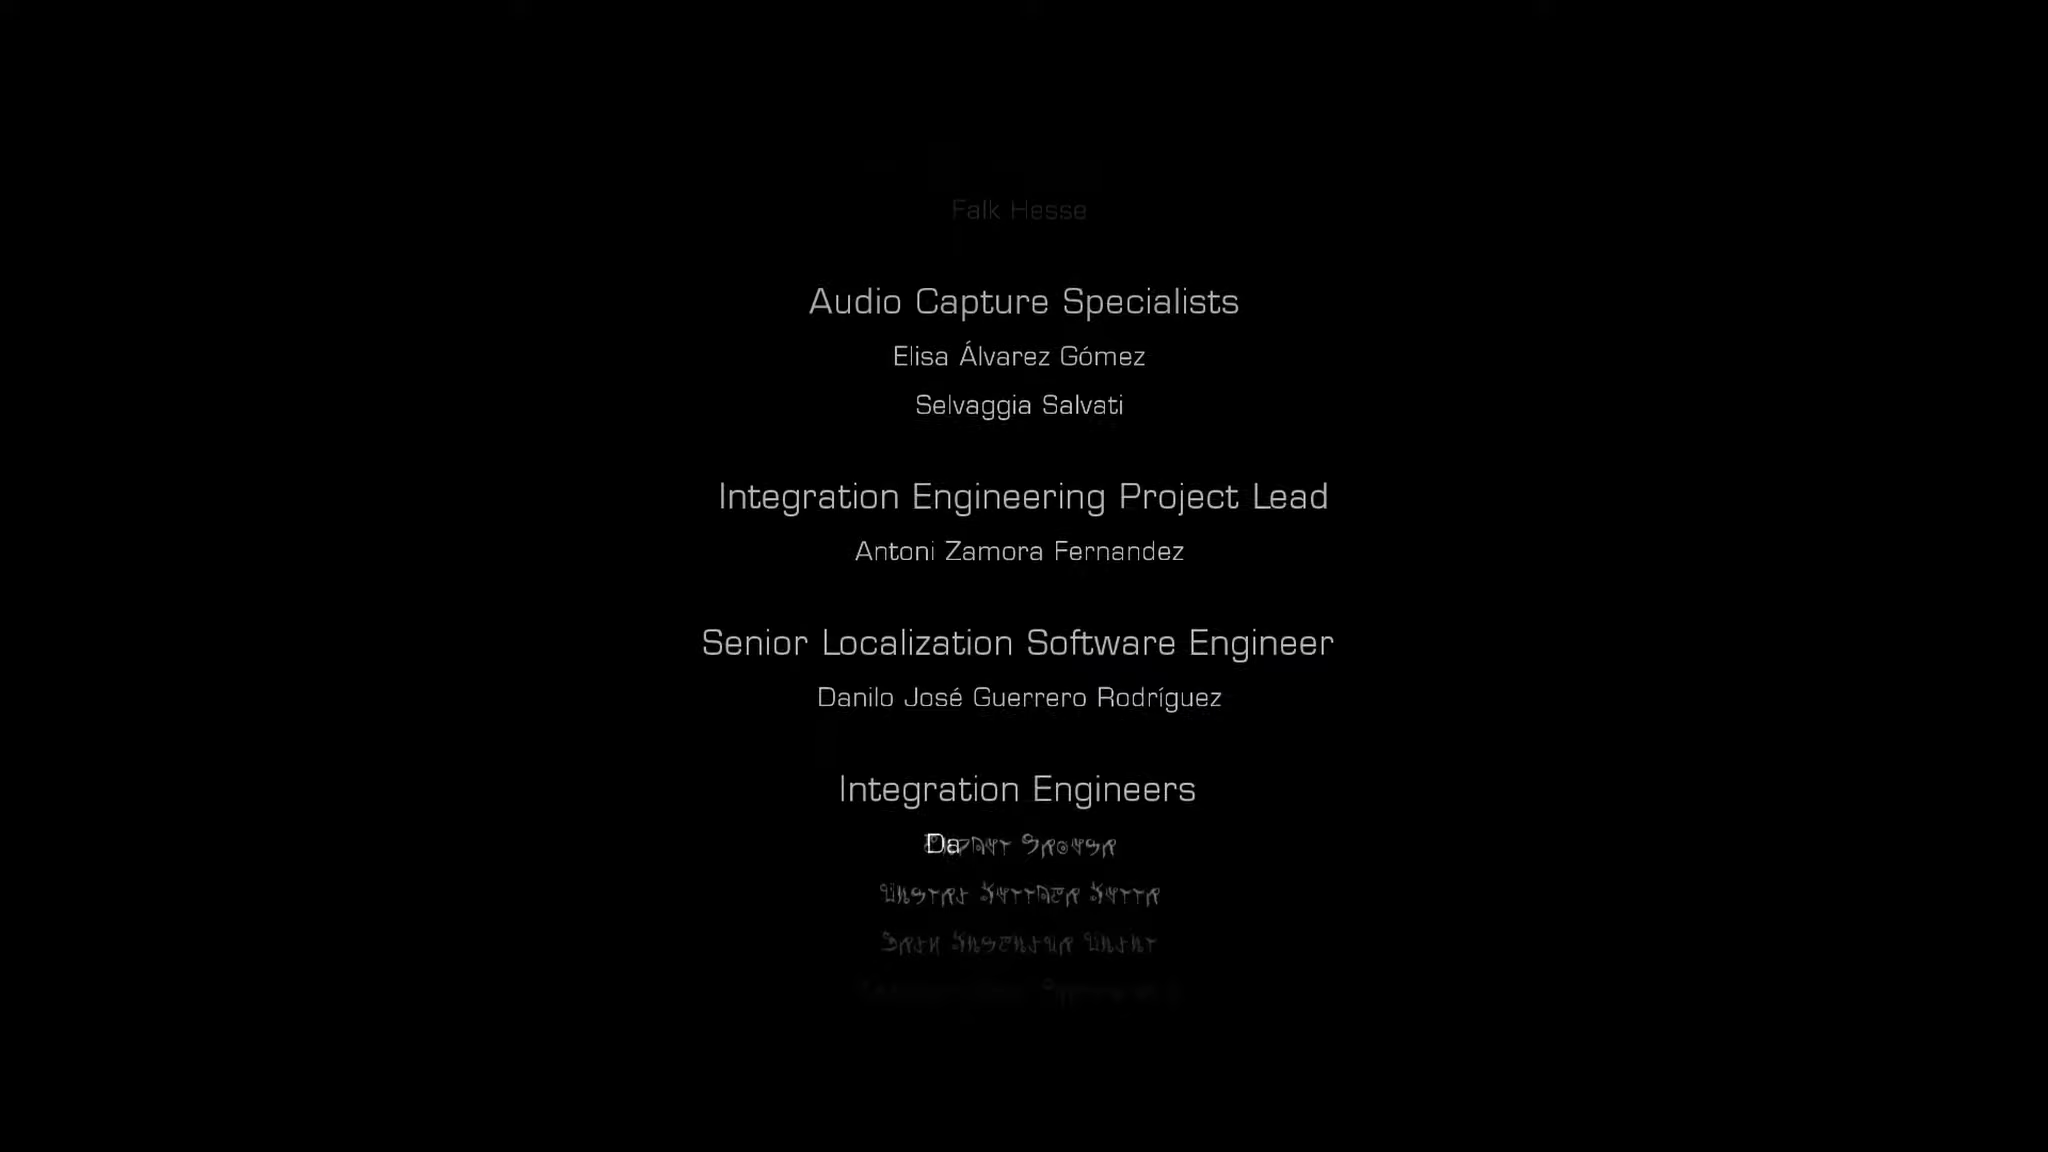 Falk Hesse
Audio Capture Specialists
Elisa Álvarez Gómez
Selvaggia Salvati
Integration Engineering Project Lead
Antoni Zamora Fernandez
Senior Localization Software Engineer
Danilo José Guerrero Rodríguez
Integration Engineers
Da